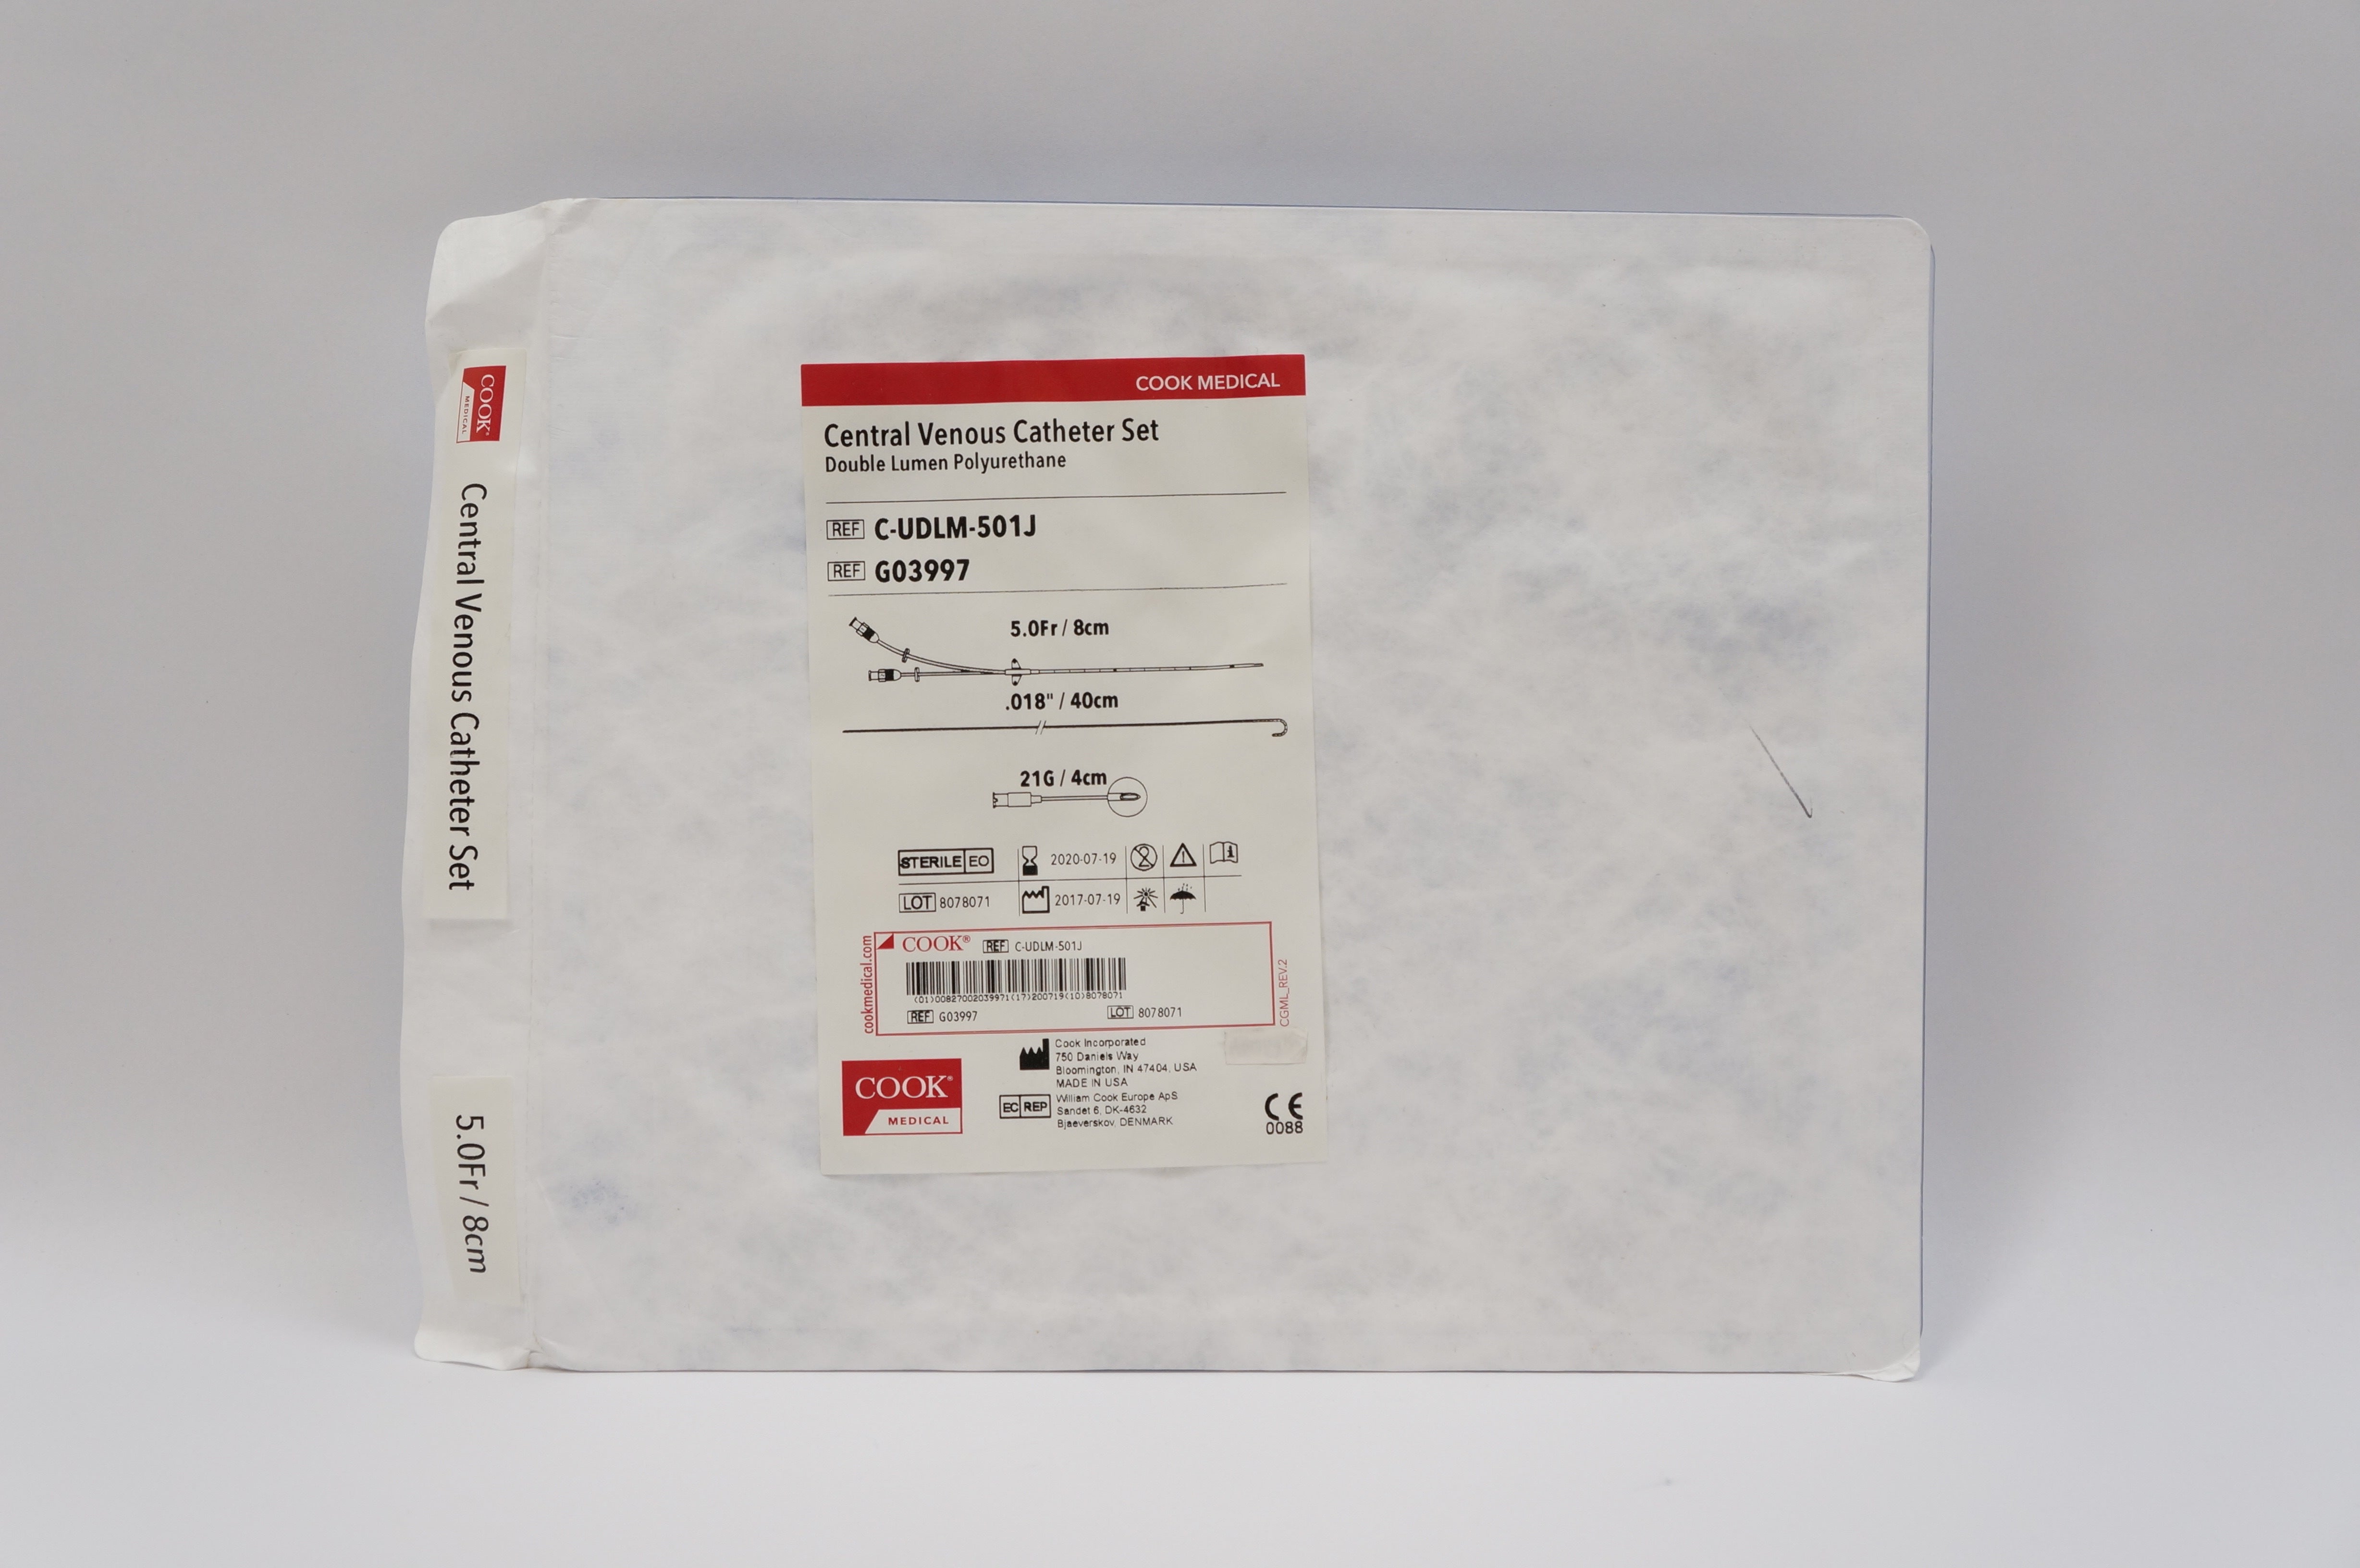 COOK®
MEDICAL
Central Venous Catheter Set
5.0Fr / 8cm
COOK MEDICAL
Central Venous Catheter Set
Double Lumen Polyurethane
REF C-UDLM-501J
REF G03997
5.0Fr / 8cm
.018" / 40cm
21G / 4cm
STERILE EO 2020-07-19
LOT 8078071 2017-07-19
cookmedical.com
COOK® REF C-UDLM-501J
(01)00827002039971(17)200719(10)8078071
REF G03997 LOT 8078071
CGML_REV.2
COOK®
MEDICAL
Cook Incorporated
750 Daniels Way
Bloomington, IN 47404, USA
MADE IN USA
EC REP William Cook Europe ApS
Sandet 6, DK-4632
Bjaeverskov, DENMARK
CE
0088